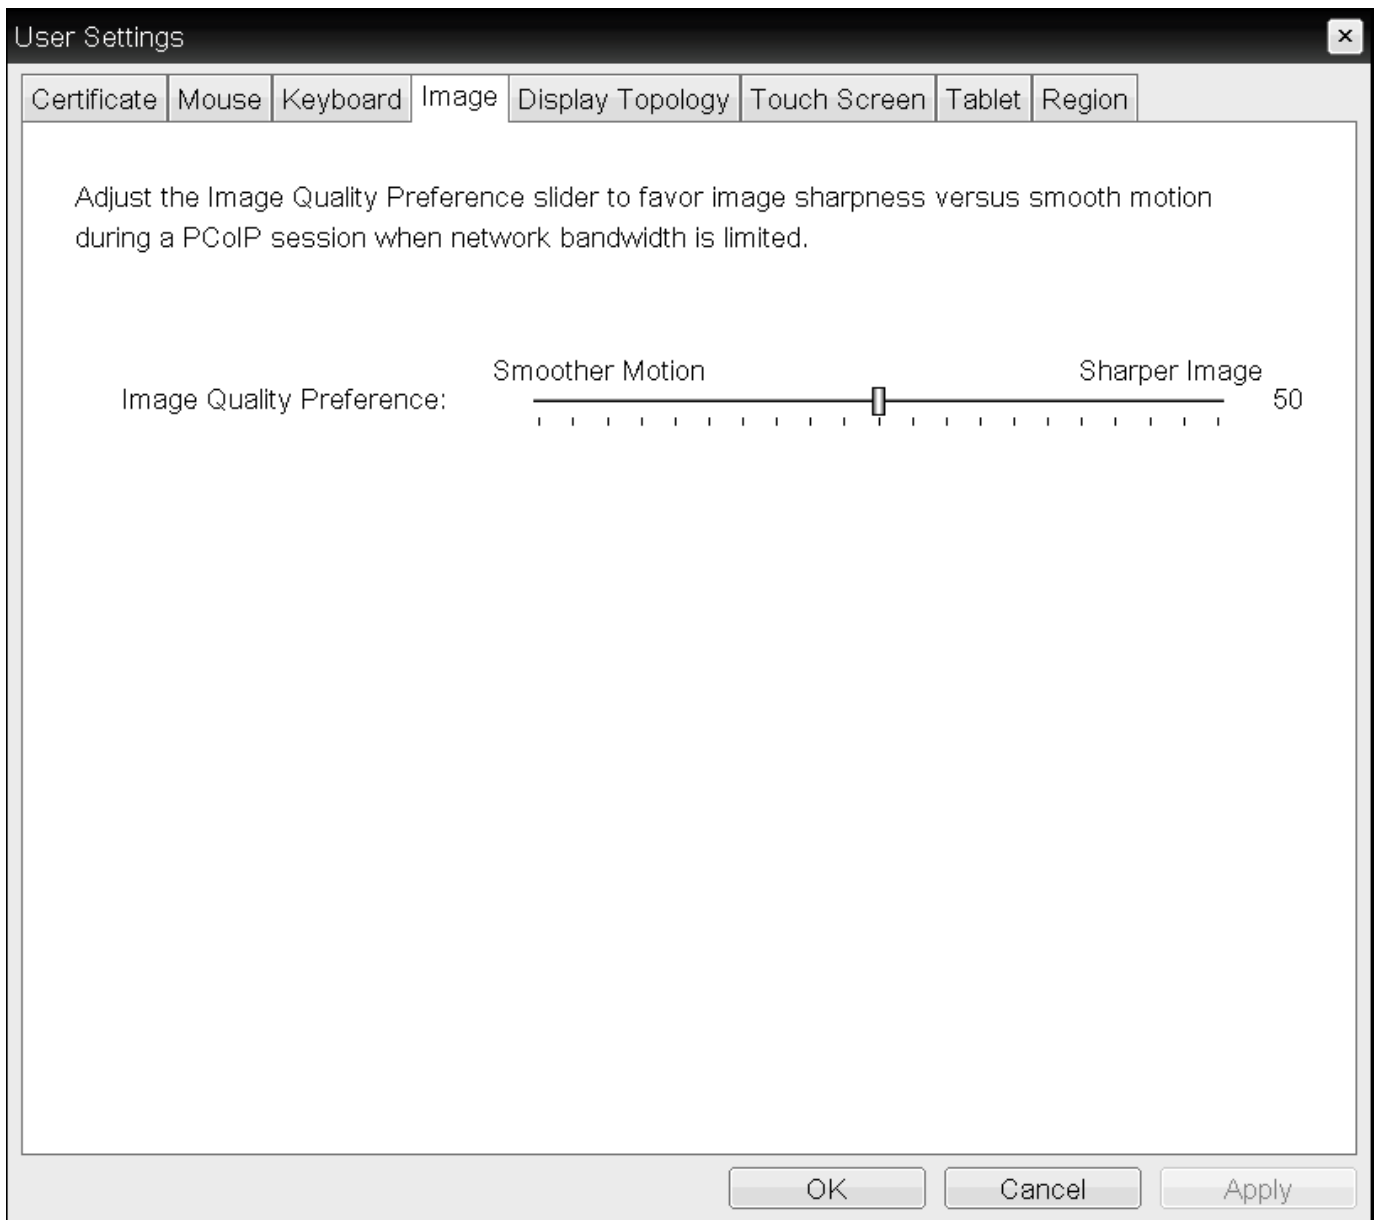 User Settings
Certificate Mouse Keyboard Image Display Topology Touch Screen Tablet Region
Adjust the Image Quality Preference slider to favor image sharpness versus smooth motion
during a PCoIP session when network bandwidth is limited.
Smoother Motion Sharper Image
Image Quality Preference: 50
OK Cancel Apply